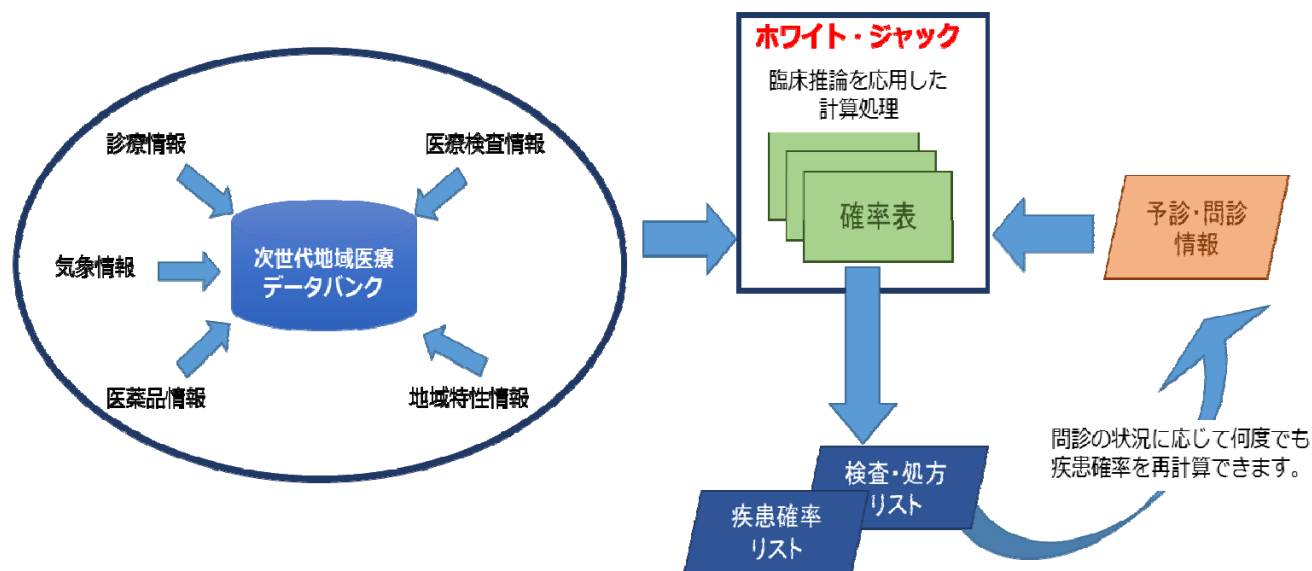 診療情報
医療検査情報
気象情報
次世代地域医療
データバンク
医薬品情報
地域特性情報
ホワイト・ジャック
臨床推論を応用した
計算処理
確率表
予診・問診
情報
問診の状況に応じて何度でも
疾患確率を再計算できます。
検査・処方
リスト
疾患確率
リスト